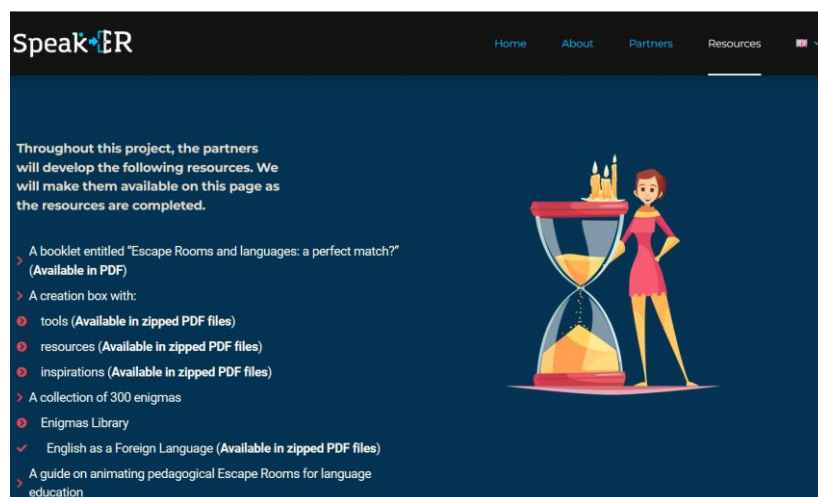 Speak ER
Home About Partners Resources
Throughout this project, the partners
will develop the following resources. We
will make them available on this page as
the resources are completed.
A booklet entitled “Escape Rooms and languages: a perfect match?”
(Available in PDF)
A creation box with:
tools (Available in zipped PDF files)
resources (Available in zipped PDF files)
inspirations (Available in zipped PDF files)
A collection of 300 enigmas
Enigmas Library
English as a Foreign Language (Available in zipped PDF files)
A guide on animating pedagogical Escape Rooms for language
education